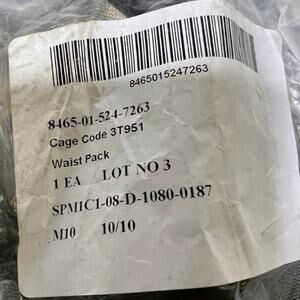 8465015247263
8465-01-524-7263
Cage Code 3T951
Waist Pack
1 EA LOT NO 3
SPM1C1-08-D-1080-0187
M10 10/10